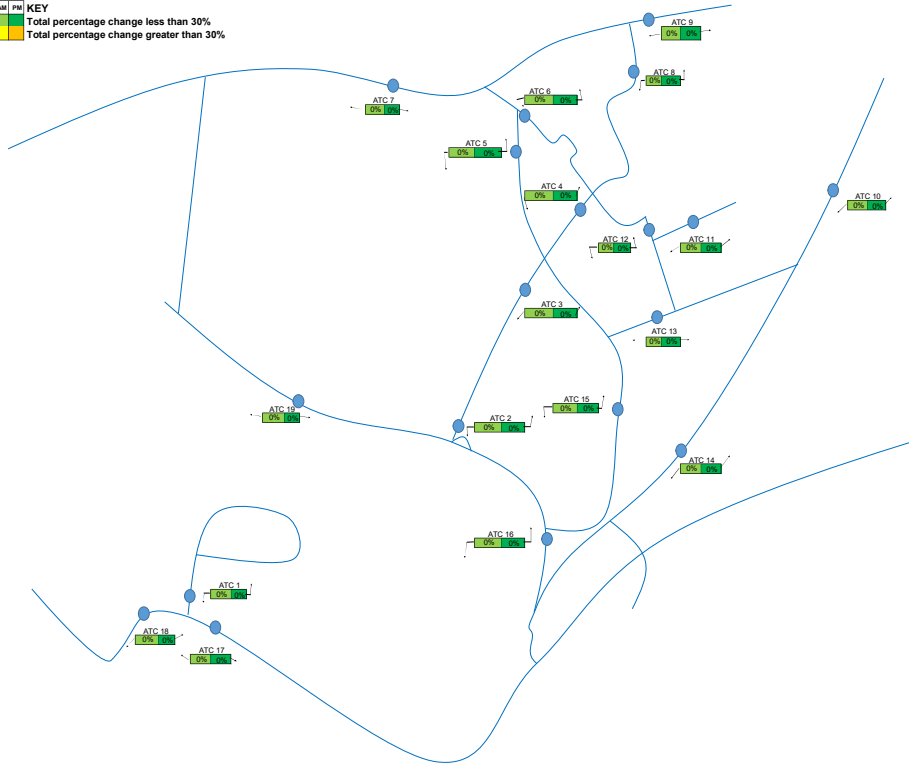 AM PM KEY
Total percentage change less than 30%
Total percentage change greater than 30%
ATC 9
0% 0%
ATC 8
0% 0%
ATC 7
0% 0%
ATC 6
0% 0%
ATC 5
0% 0%
ATC 4
0% 0%
ATC 10
0% 0%
ATC 12
0% 0%
ATC 11
0% 0%
ATC 3
0% 0%
ATC 13
0% 0%
ATC 19
0% 0%
ATC 15
0% 0%
ATC 2
0% 0%
ATC 14
0% 0%
ATC 16
0% 0%
ATC 1
0% 0%
ATC 18
0% 0%
ATC 17
0% 0%